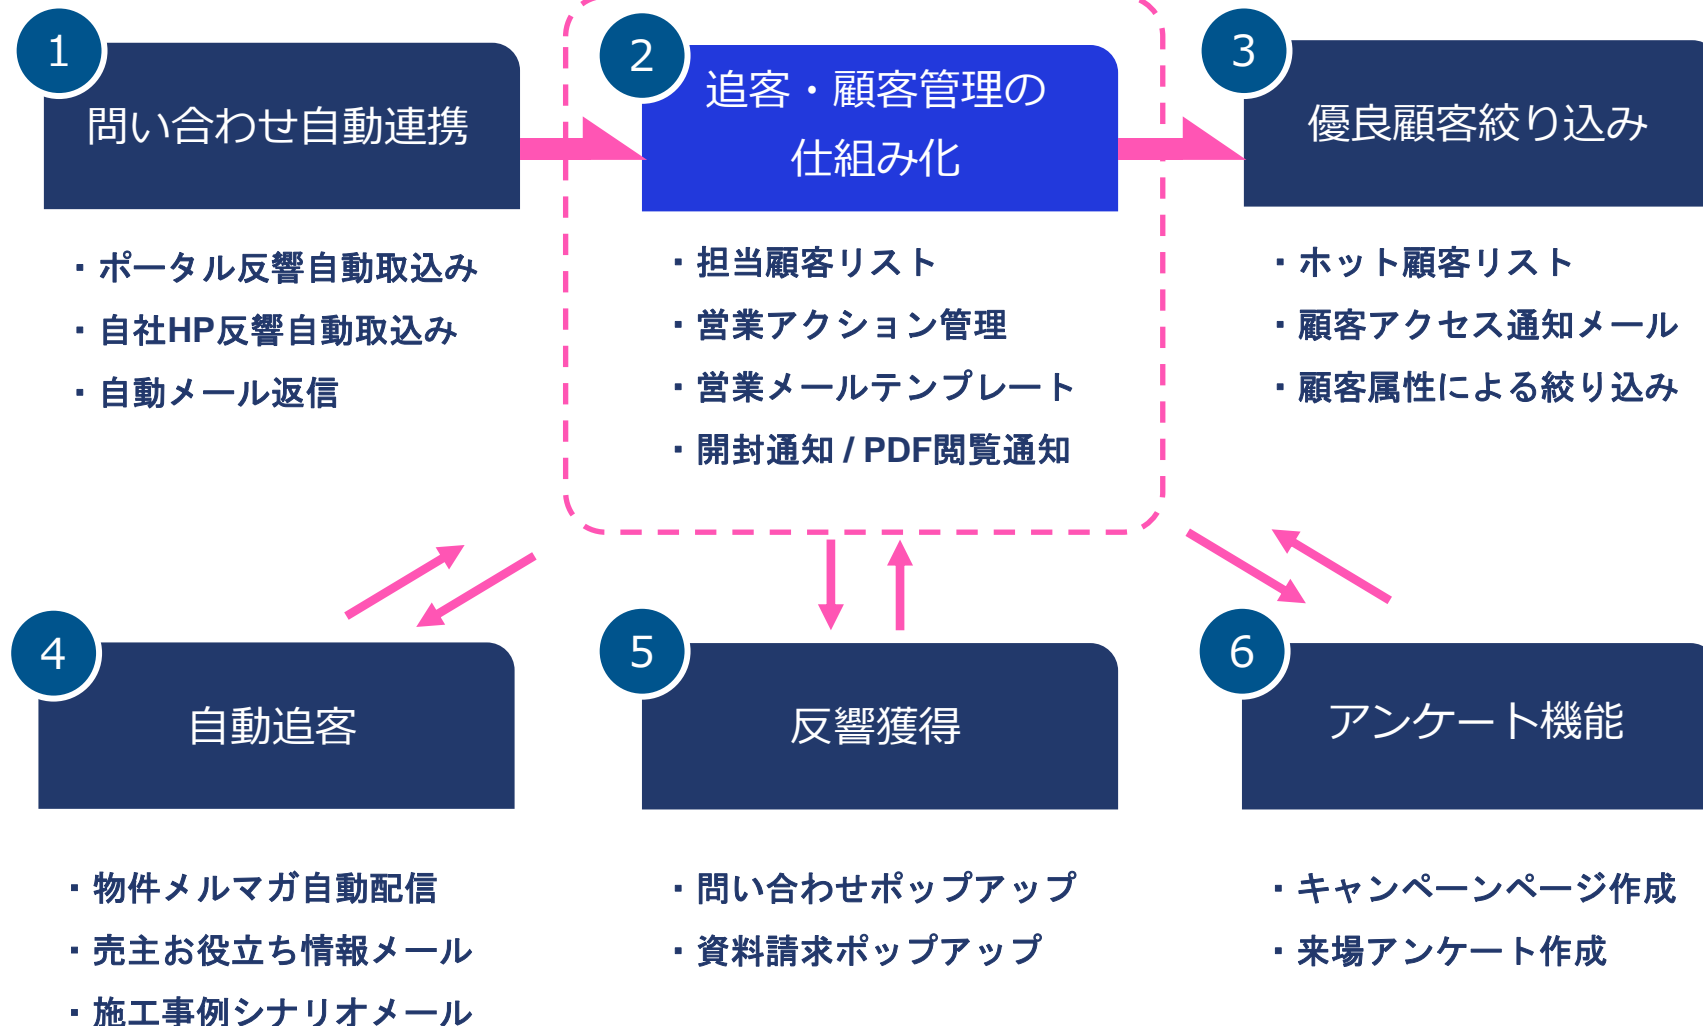 1
問い合わせ自動連携
・ポータル反響自動取込み
・自社HP反響自動取込み
・自動メール返信
2
追客・顧客管理の
仕組み化
・担当顧客リスト
・営業アクション管理
・営業メールテンプレート
・開封通知 / PDF閲覧通知
3
優良顧客絞り込み
・ホット顧客リスト
・顧客アクセス通知メール
・顧客属性による絞り込み
4
自動追客
・物件メルマガ自動配信
・売主お役立ち情報メール
・施工事例シナリオメール
5
反響獲得
・問い合わせポップアップ
・資料請求ポップアップ
6
アンケート機能
・キャンペーンページ作成
・来場アンケート作成